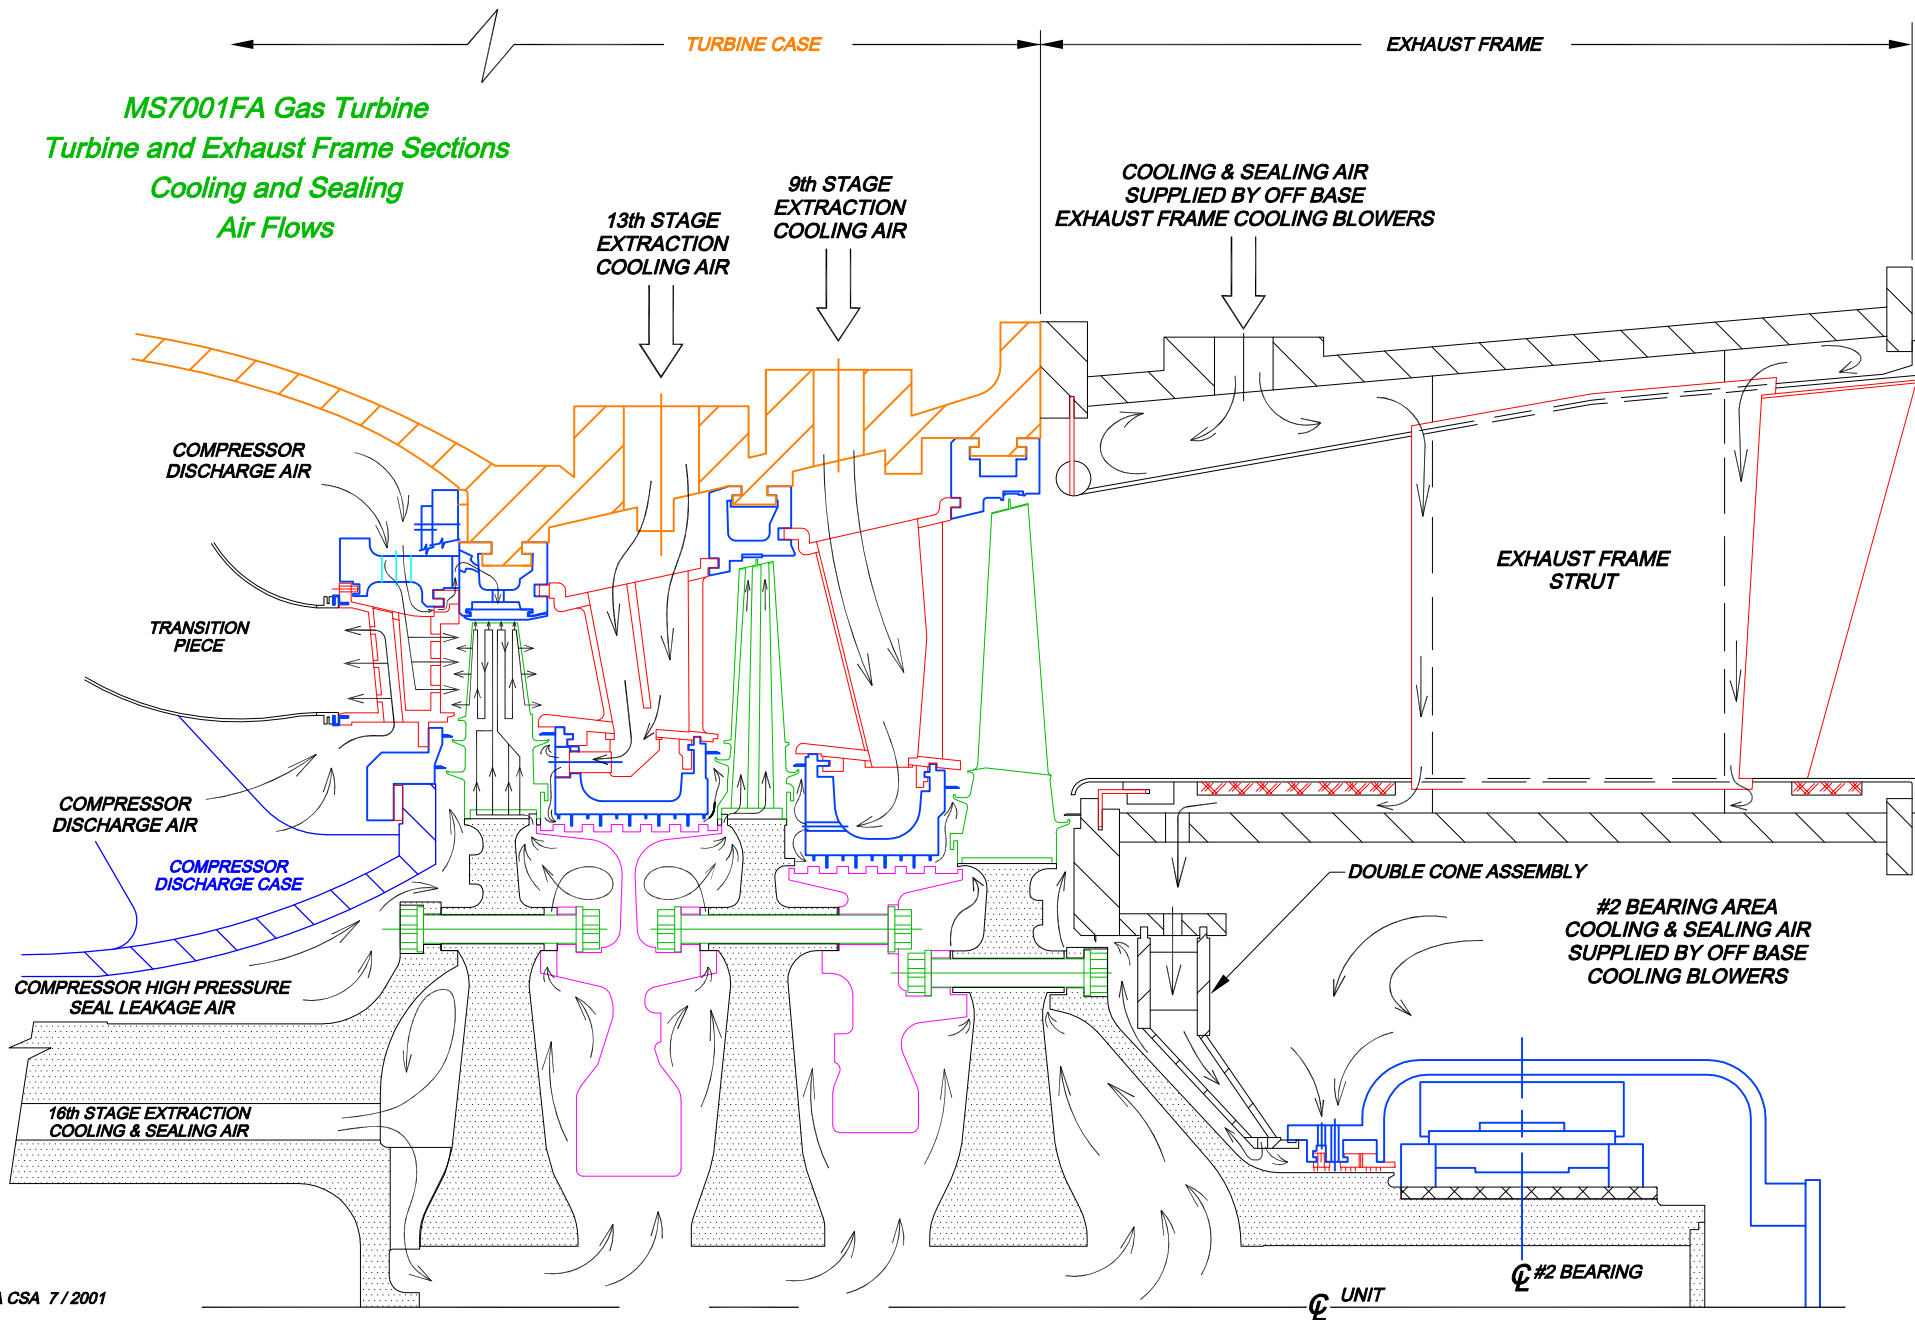 TURBINE CASE
EXHAUST FRAME
MS7001FA Gas Turbine
Turbine and Exhaust Frame Sections
Cooling and Sealing
Air Flows
13th STAGE
EXTRACTION
COOLING AIR
9th STAGE
EXTRACTION
COOLING AIR
COOLING & SEALING AIR
SUPPLIED BY OFF BASE
EXHAUST FRAME COOLING BLOWERS
COMPRESSOR
DISCHARGE AIR
TRANSITION
PIECE
EXHAUST FRAME
STRUT
COMPRESSOR
DISCHARGE AIR
COMPRESSOR
DISCHARGE CASE
DOUBLE CONE ASSEMBLY
#2 BEARING AREA
COOLING & SEALING AIR
SUPPLIED BY OFF BASE
COOLING BLOWERS
COMPRESSOR HIGH PRESSURE
SEAL LEAKAGE AIR
16th STAGE EXTRACTION
COOLING & SEALING AIR
℄ #2 BEARING
℄ UNIT
CSA 7 / 2001